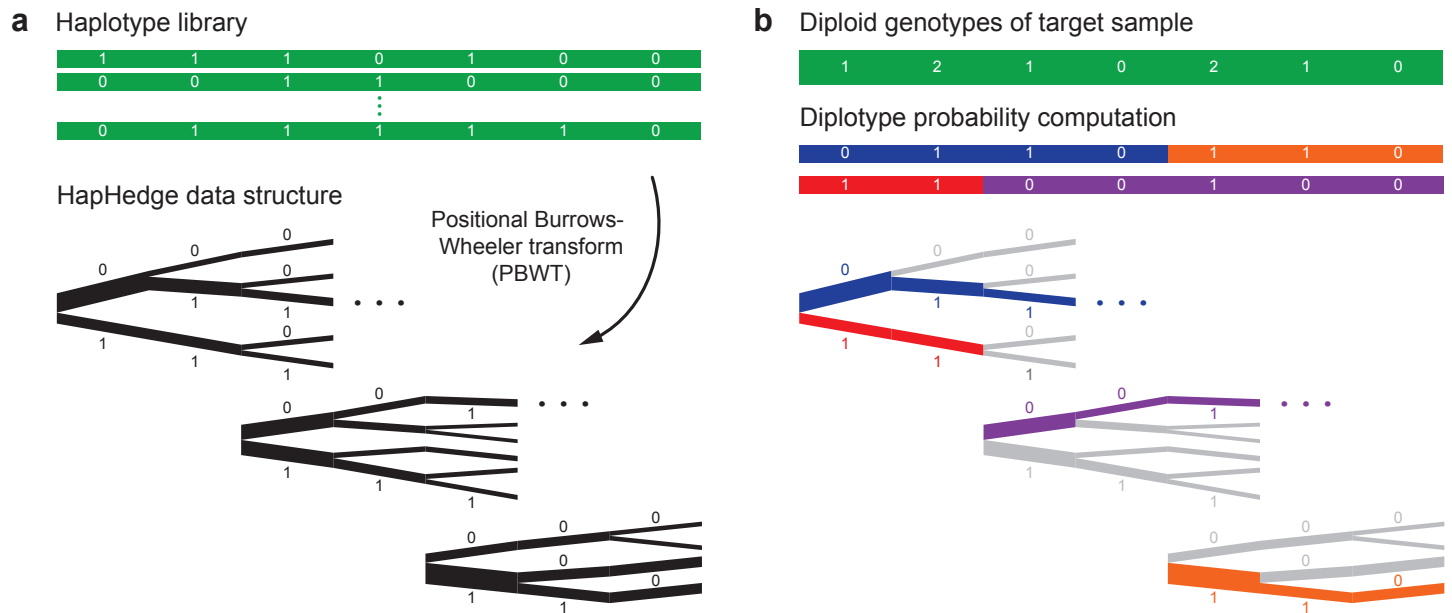 a Haplotype library
1 1 1 0 1 0 0
0 0 1 1 0 0 0
0 1 1 1 1 1 0
HapHedge data structure
Positional Burrows-
Wheeler transform
(PBWT)
0 0 0
0
1 1
0
1 1 1
0 0 1
1 1 1
0 0 0
0 0
1 1
b Diploid genotypes of target sample
1 2 1 0 2 1 0
Diplotype probability computation
0 1 1 0 1 1 0
1 1 0 0 1 0 0
0 0 0
0
1 1
0
1 1 1
0 0 1
1 1 1
0 0 0
0 0
1 1